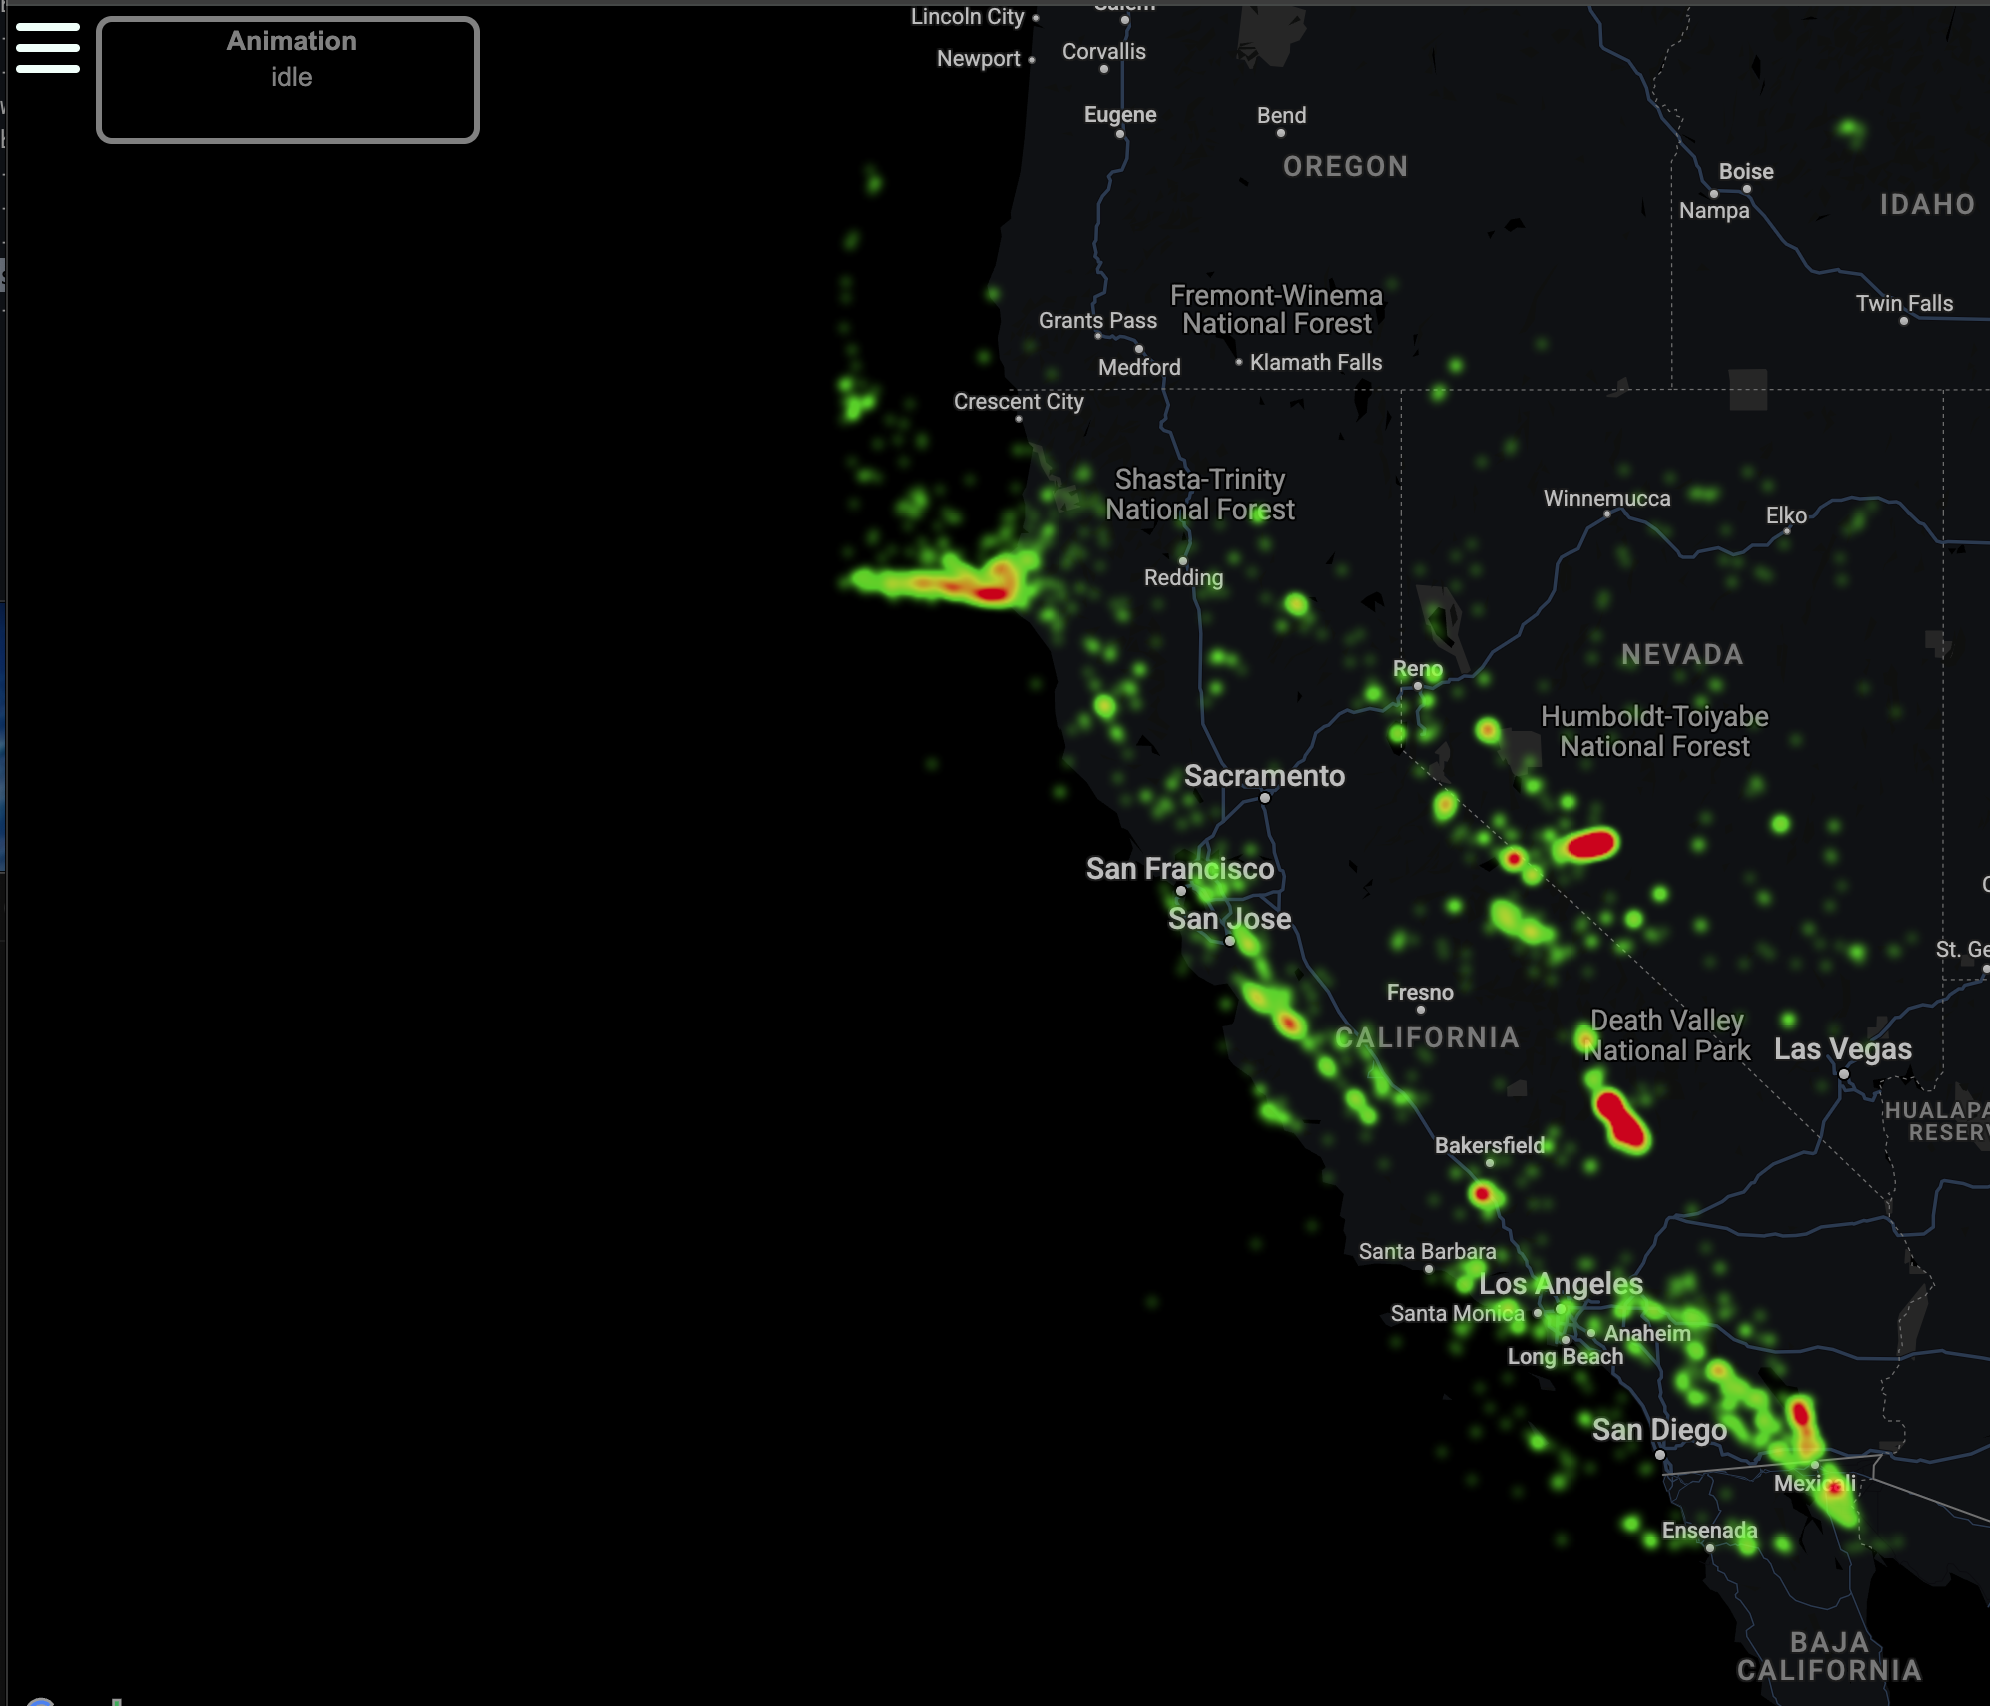 Animation
idle
Lincoln City
Salem
Newport
Corvallis
Eugene
Bend
OREGON
Boise
Nampa
IDAHO
Fremont-Winema
National Forest
Twin Falls
Grants Pass
Medford
Klamath Falls
Crescent City
Shasta-Trinity
National Forest
Winnemucca
Elko
Redding
NEVADA
Reno
Humboldt-Toiyabe
National Forest
Sacramento
San Francisco
San Jose
St. Ge
Fresno
CALIFORNIA
Death Valley
National Park
Las Vegas
HUALAPA
RESERV
Bakersfield
Santa Barbara
Los Angeles
Santa Monica
Anaheim
Long Beach
San Diego
Mexicali
Ensenada
BAJA
CALIFORNIA